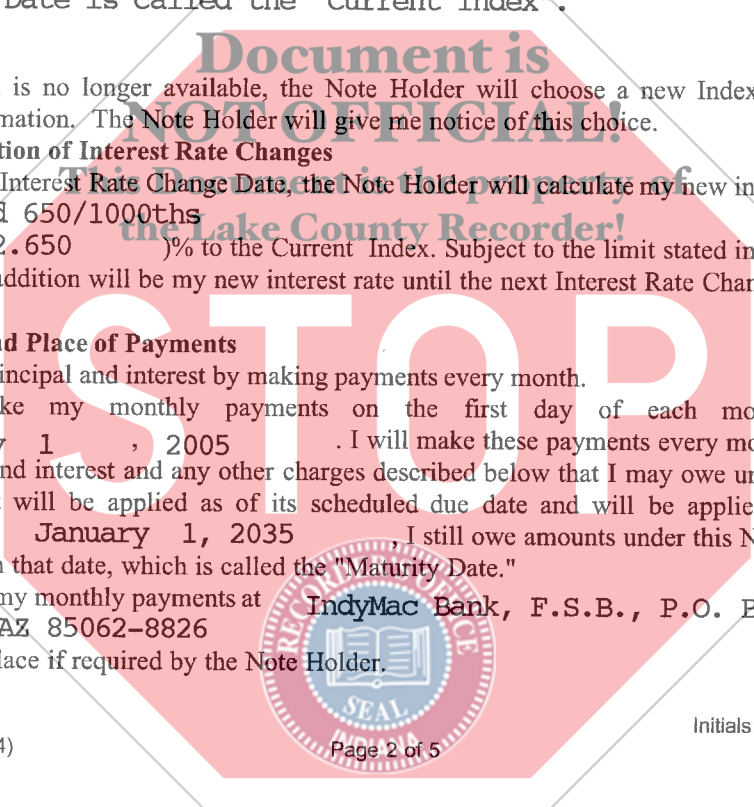 Date is Called the "Current Index".
Document is
is no longer available, the Note Holder will choose a new Index
mation. The Note Holder will give me notice of this choice.
NOT OFFICIAL!
tion of Interest Rate Changes
This Document is the property of
Interest Rate Change Date, the Note Holder will calculate my new in
d 650/1000ths
the Lake County Recorder!
2.650 )% to the Current Index. Subject to the limit stated in
addition will be my new interest rate until the next Interest Rate Chan
STOP
nd Place of Payments
incipal and interest by making payments every month.
ke my monthly payments on the first day of each mo
y 1 , 2005 . I will make these payments every mo
nd interest and any other charges described below that I may owe un
t will be applied as of its scheduled due date and will be applie
January 1, 2035 , I still owe amounts under this N
n that date, which is called the "Maturity Date."
my monthly payments at IndyMac Bank, F.S.B., P.O. B
AZ 85062-8826
lace if required by the Note Holder.
SEAL
INDIANA
Initials
4)
Page 2 of 5